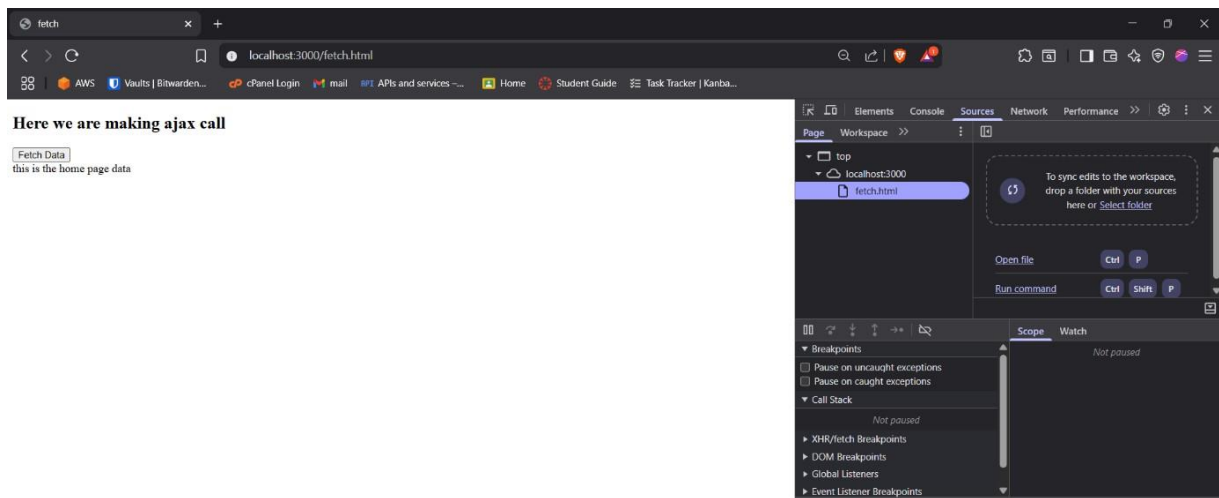 fetch
localhost:3000/fetch.html
AWS Vaults | Bitwarden... cPanel Login mail API APIs and services –... Home Student Guide Task Tracker | Kanba...
Here we are making ajax call
Fetch Data
this is the home page data
Elements Console Sources Network Performance
Page Workspace
top
localhost:3000
fetch.html
To sync edits to the workspace,
drop a folder with your sources
here or Select folder
Open file Ctrl P
Run command Ctrl Shift P
Breakpoints
Pause on uncaught exceptions
Pause on caught exceptions
Call Stack
Not paused
XHR/fetch Breakpoints
DOM Breakpoints
Global Listeners
Event Listener Breakpoints
Scope Watch
Not paused